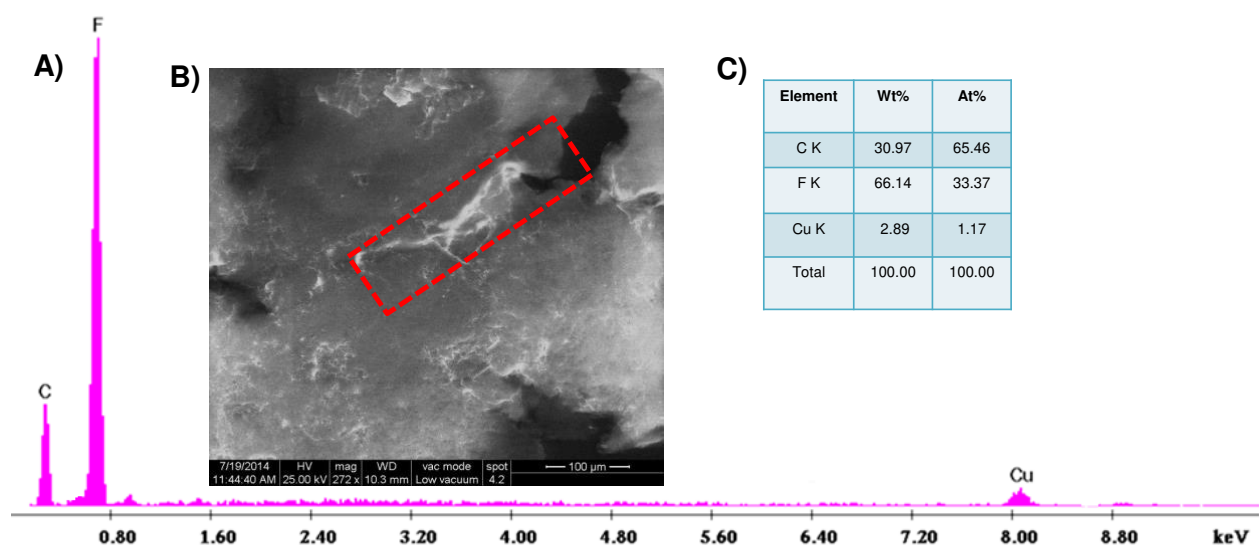 F
A)
B)
C)
Element Wt% At%
C K 30.97 65.46
F K 66.14 33.37
Cu K 2.89 1.17
Total 100.00 100.00
C
7/19/2014 HV mag WD vac mode spot
11:44:40 AM 25.00 kV 272 x 10.3 mm Low vacuum 4.2
100 µm
Cu
0.80 1.60 2.40 3.20 4.00 4.80 5.60 6.40 7.20 8.00 8.80 keV